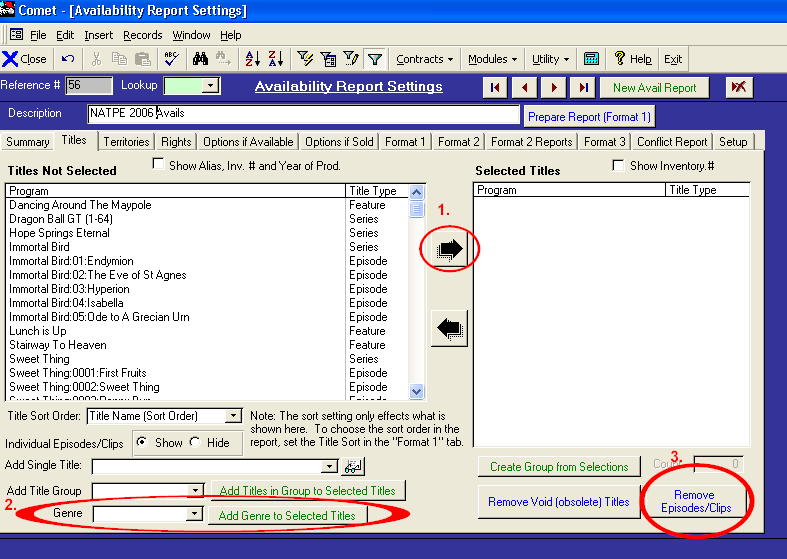 Comet - [Availability Report Settings]
File Edit Insert Records Window Help
Close ABC Contracts Modules Utility Help Exit
Reference # 56 Lookup Availability Report Settings New Avail Report
Description NATPE 2006 Avails Prepare Report (Format 1)
Summary Titles Territories Rights Options if Available Options if Sold Format 1 Format 2 Format 2 Reports Format 3 Conflict Report Setup
Titles Not Selected Show Alias, Inv. # and Year of Prod. Selected Titles Show Inventory.#
Program Title Type Program Title Type
Dancing Around The Maypole Feature
Dragon Ball GT (1-64) Series
Hope Springs Eternal Series
Immortal Bird Series
Immortal Bird:01:Endymion Episode
Immortal Bird:02:The Eve of St Agnes Episode
Immortal Bird:03:Hyperion Episode
Immortal Bird:04:Isabella Episode
Immortal Bird:05:Ode to A Grecian Urn Episode
Lunch is Up Feature
Stairway To Heaven Feature
Sweet Thing Series
Sweet Thing:0001:First Fruits Episode
Sweet Thing:0002:Sweet Thing Episode
1.
Title Sort Order: Title Name (Sort Order)
Note: The sort setting only effects what is
shown here. To choose the sort order in the
report, set the Title Sort in the "Format 1" tab.
Individual Episodes/Clips Show Hide
Add Single Title:
Add Title Group Add Titles in Group to Selected Titles
2.
Genre Add Genre to Selected Titles
Create Group from Selections 0
3.
Remove Void (obsolete) Titles
Remove
Episodes/Clips